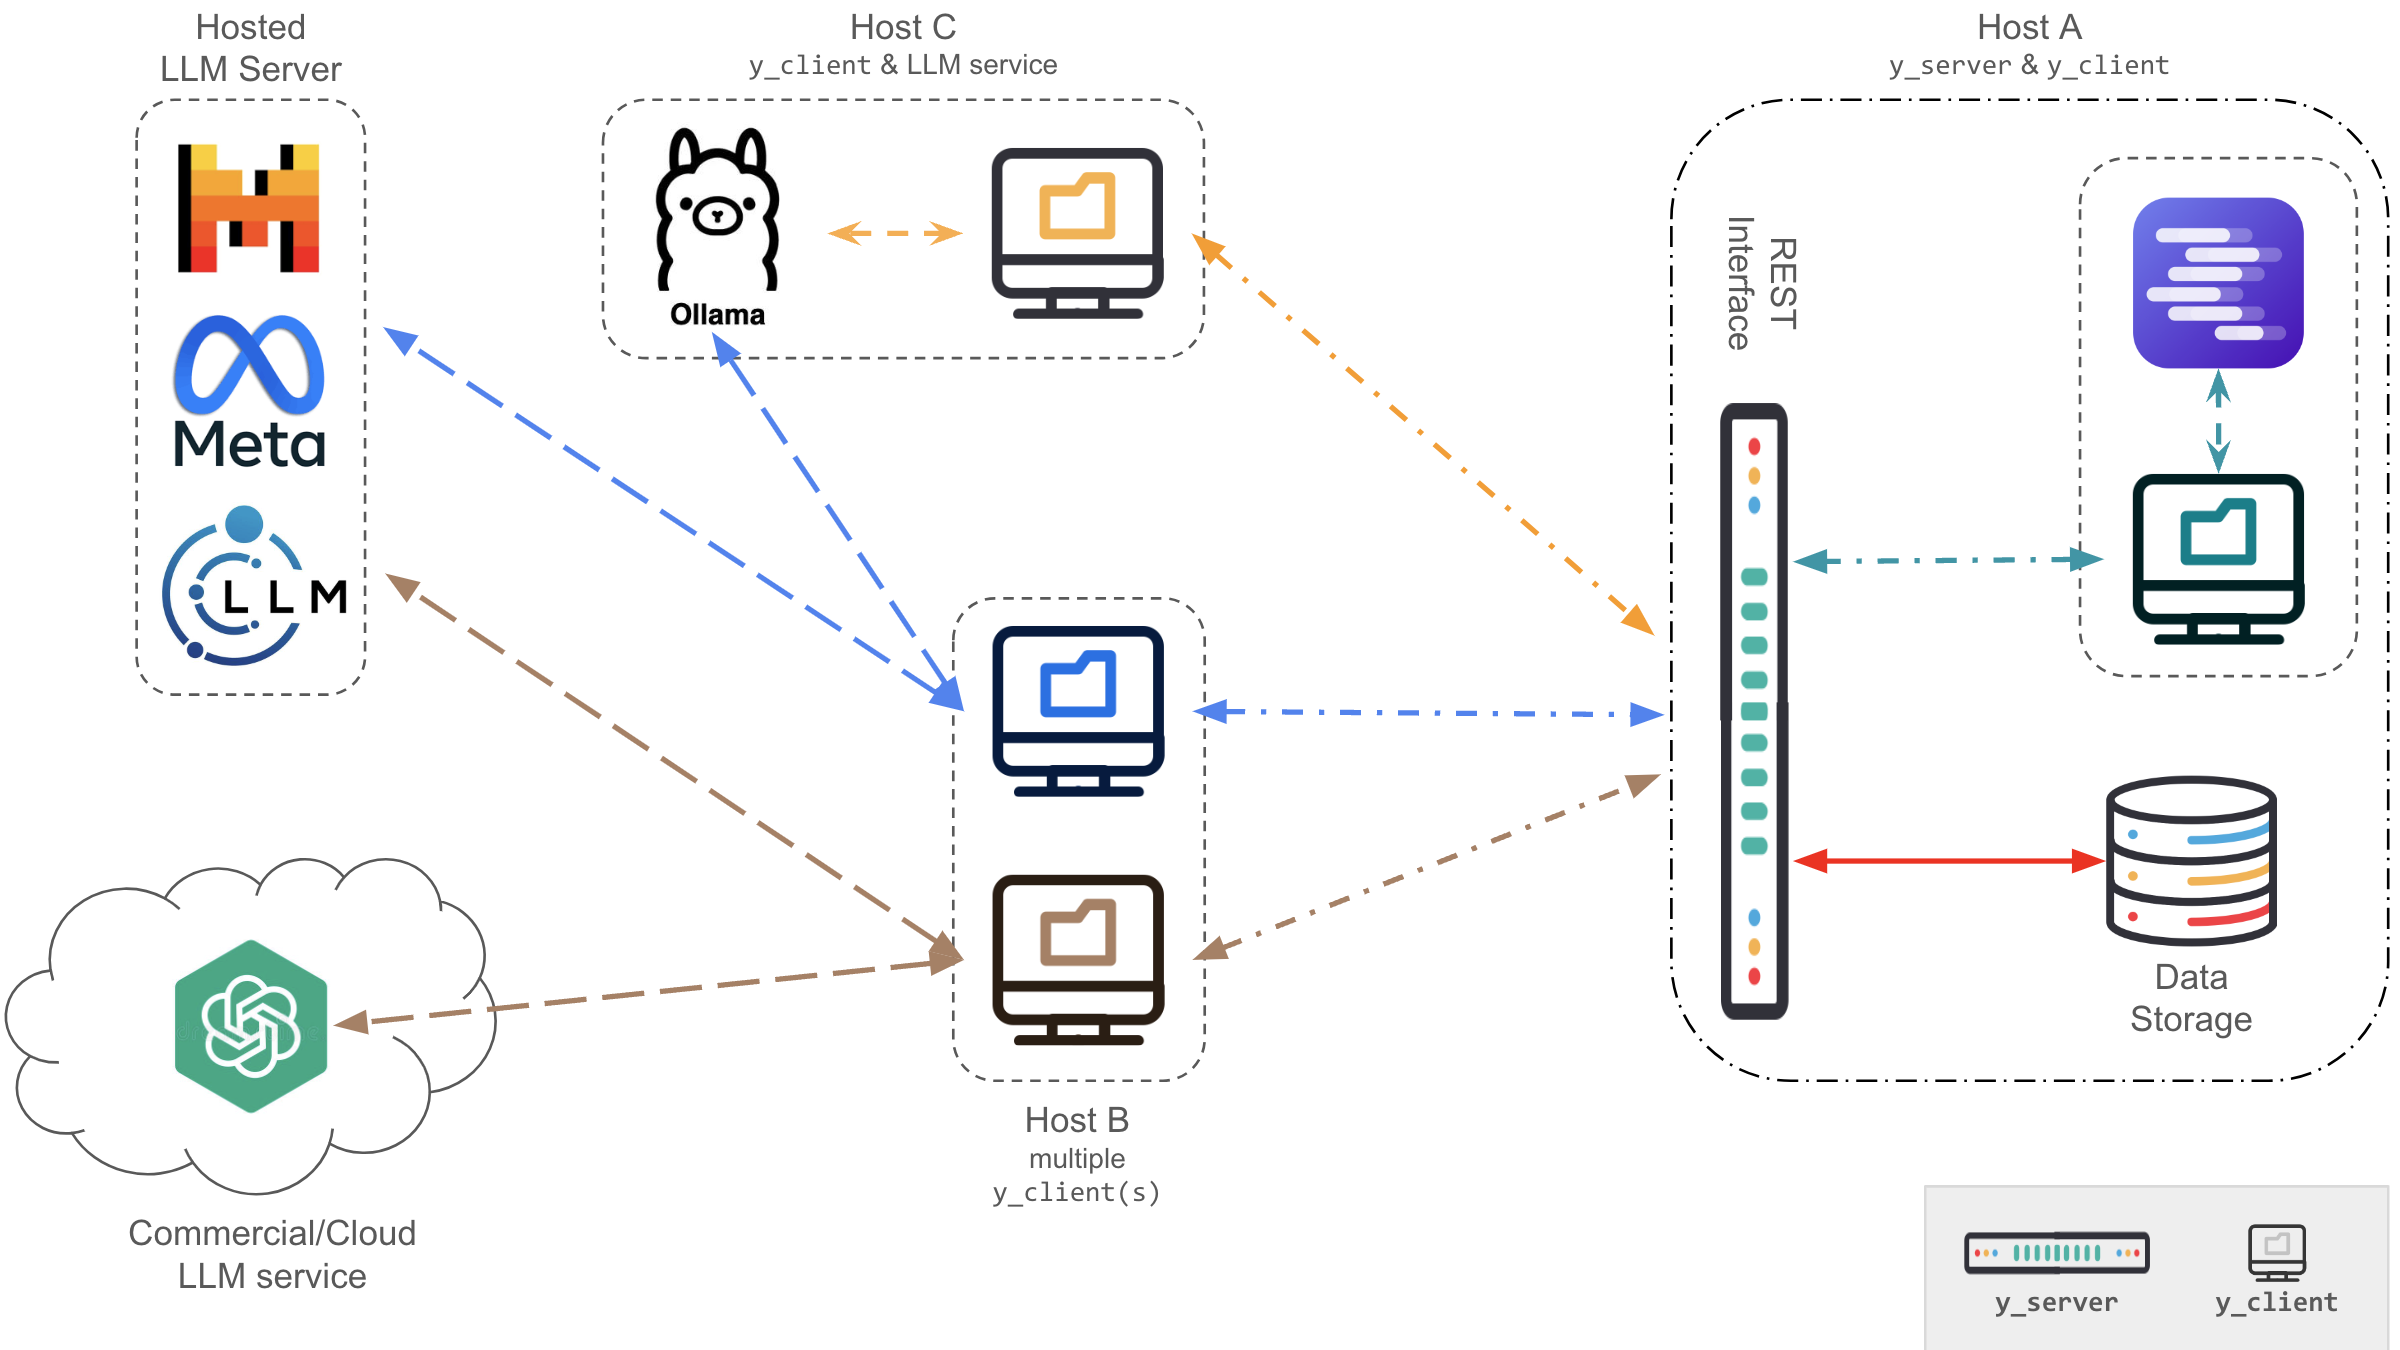 Hosted
LLM Server
Host C
y_client & LLM service
Host A
y_server & y_client
Ollama
REST
Interface
Meta
LLM
Data
Storage
Host B
multiple
y_client(s)
Commercial/Cloud
LLM service
y_server
y_client